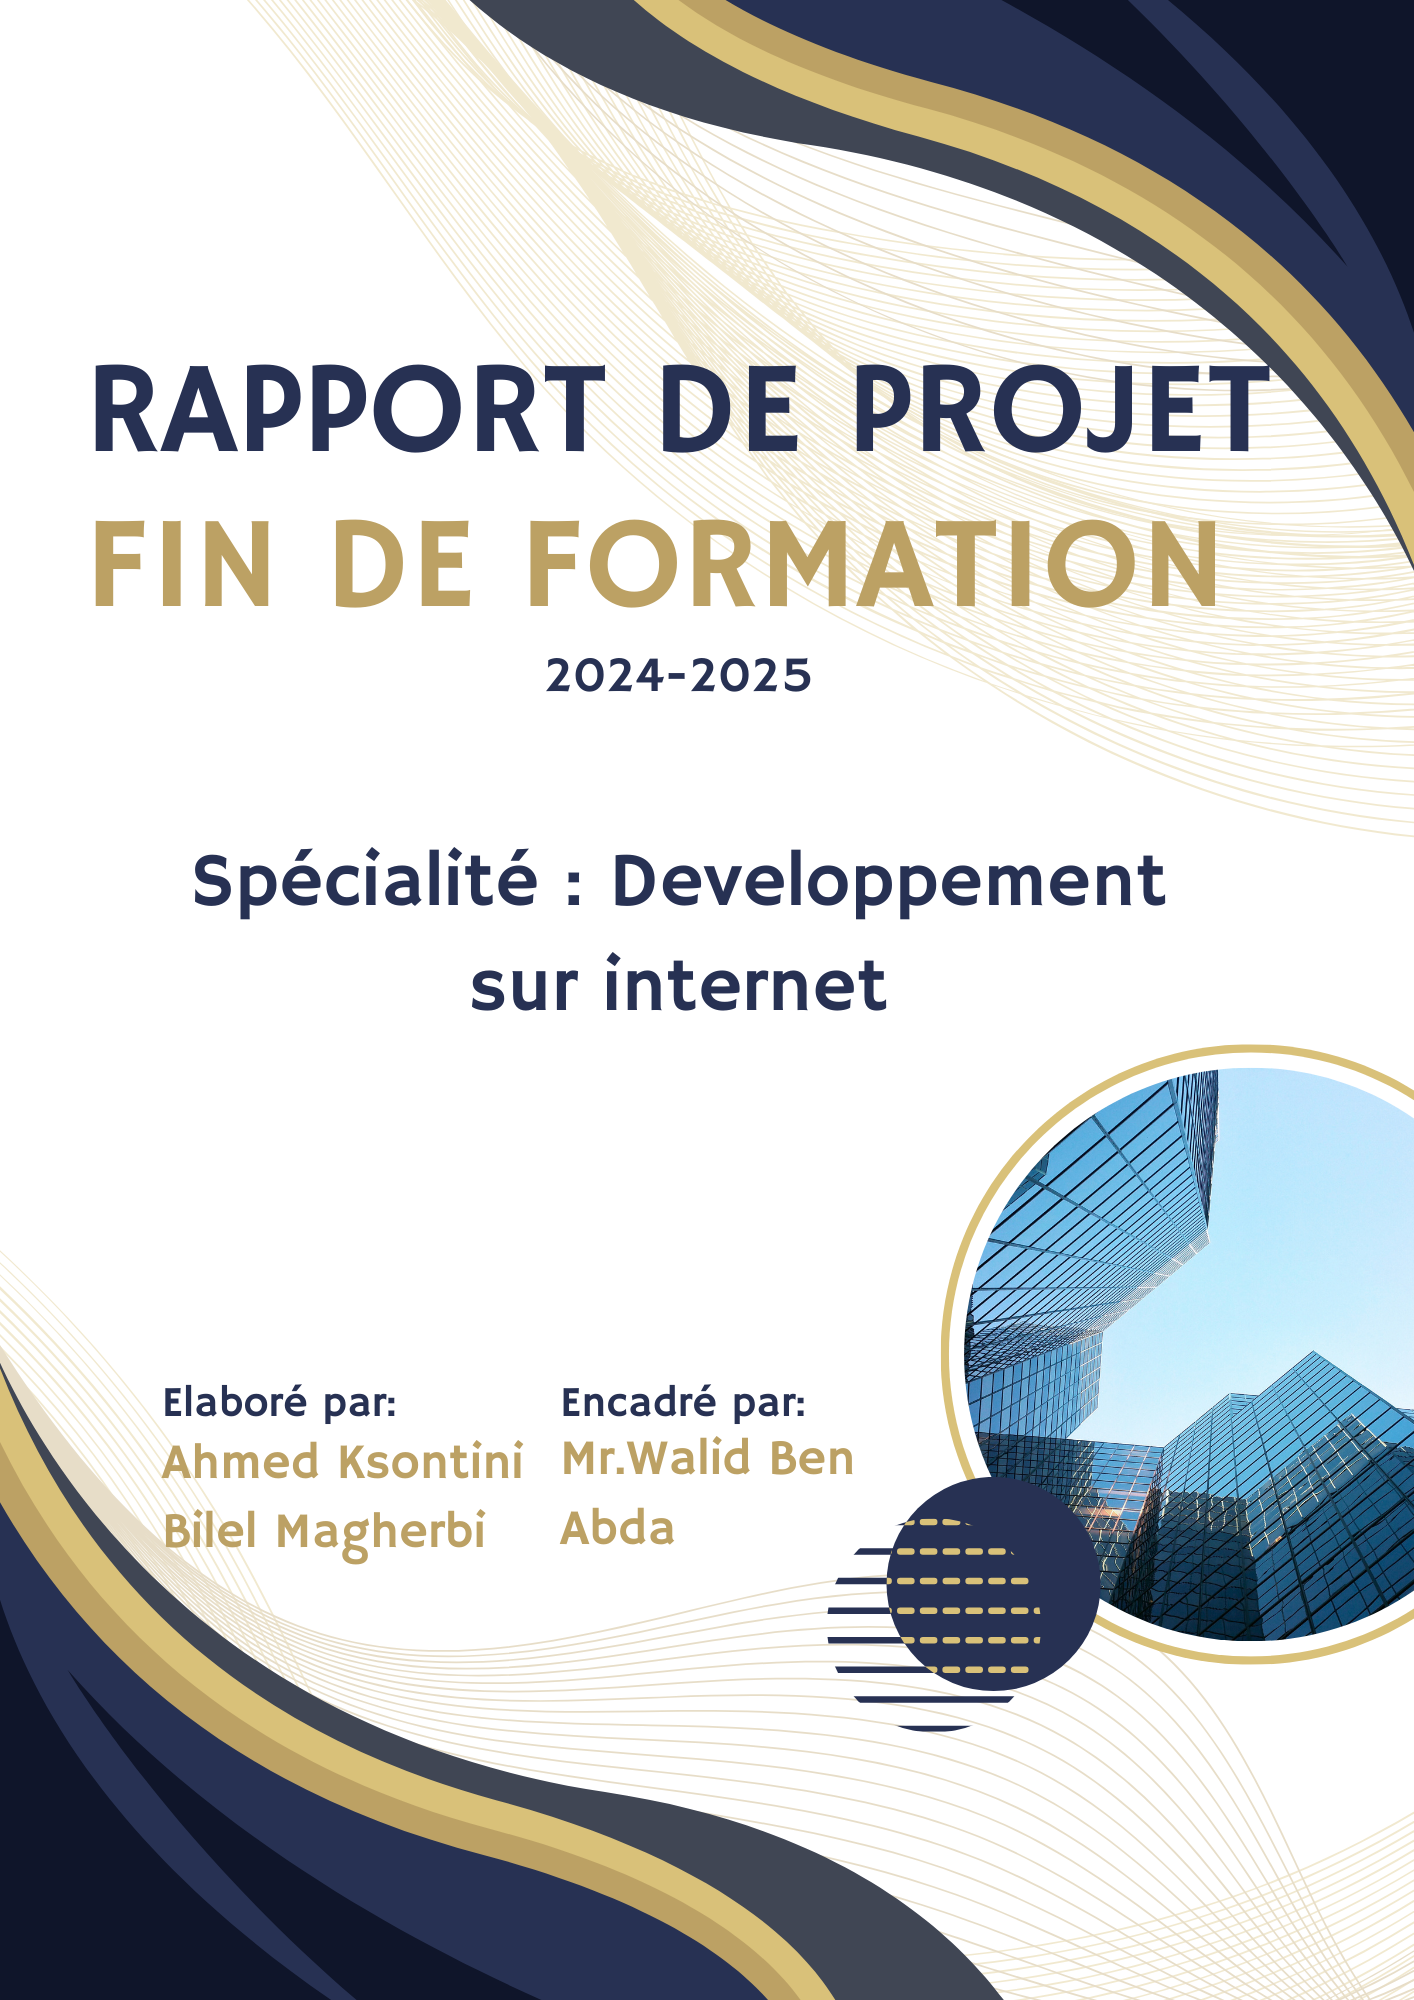 RAPPORT DE PROJET
FIN DE FORMATION
2024-2025
Spécialité : Developpement
sur internet
Elaboré par:
Ahmed Ksontini
Bilel Magherbi
Encadré par:
Mr.Walid Ben
Abda